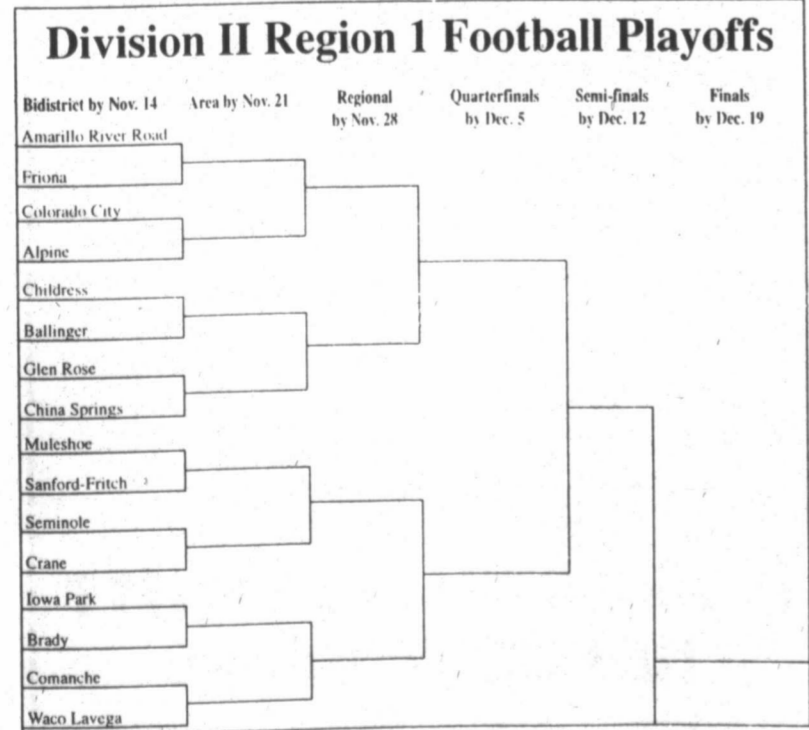 Division II Region 1 Football Playoffs
Bidistrict by Nov. 14 Area by Nov. 21 Regional by Nov. 28 Quarterfinals by Dec. 5 Semi-finals by Dec. 12 Finals by Dec. 19
Amarillo River Road
Friona
Colorado City
Alpine
Childress
Ballinger
Glen Rose
China Springs
Muleshoe
Sanford-Fritch
Seminole
Crane
Iowa Park
Brady
Comanche
Waco Lavega